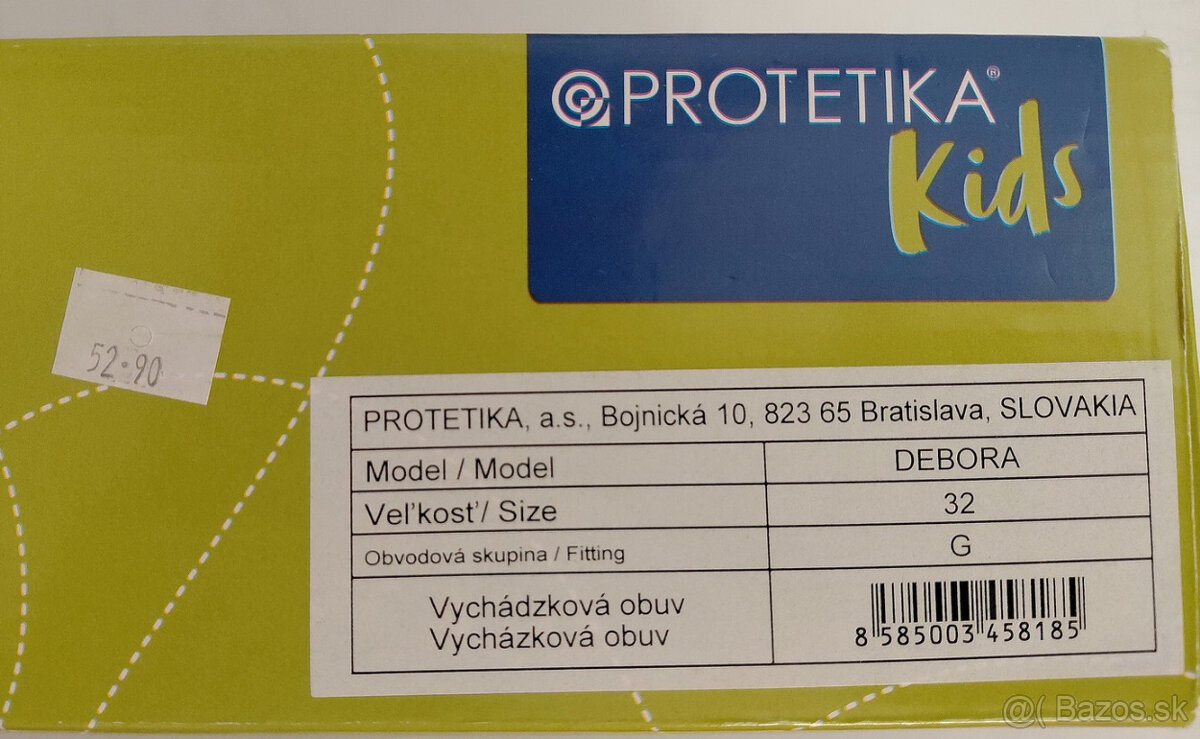 PROTETIKA®
Kids
52.90
PROTETIKA, a.s., Bojnická 10, 823 65 Bratislava, SLOVAKIA
Model / Model DEBORA
Veľkosť/ Size 32
Obvodová skupina / Fitting G
Vychádzková obuv
Vycházková obuv
8 585003 458185
@( Bazos.sk